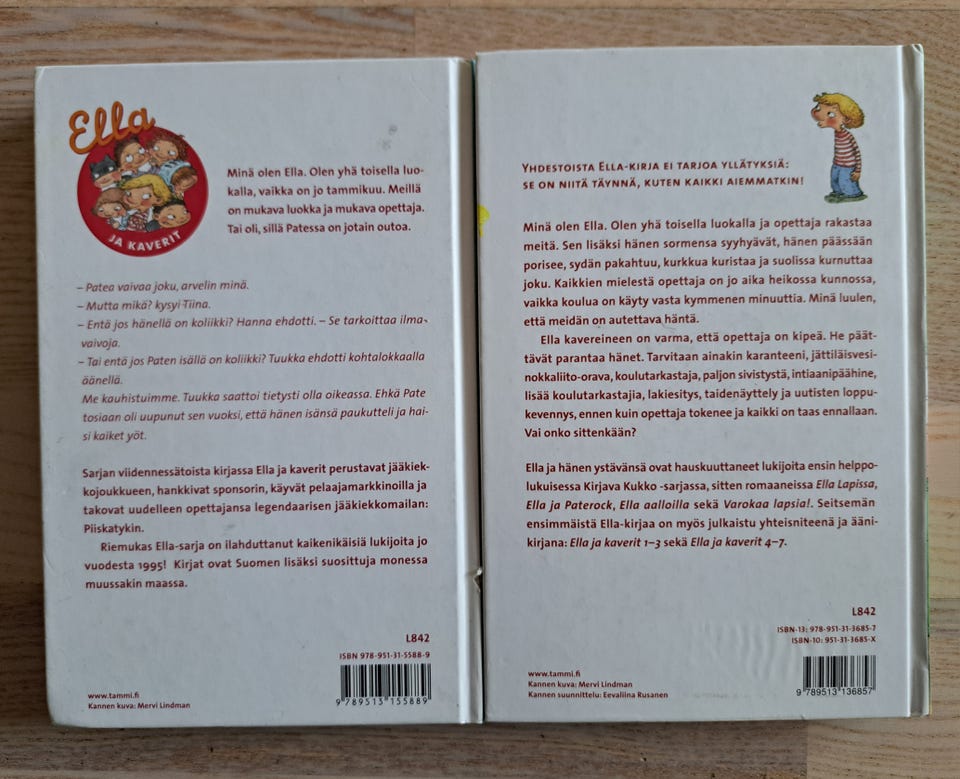 Ella
JA KAVERIT
Minä olen Ella. Olen yhä toisella luo-
kalla, vaikka on jo tammikuu. Meillä
on mukava luokka ja mukava opettaja.
Tai oli, sillä Patessa on jotain outoa.
– Patea vaivaa joku, arvelin minä.
– Mutta mikä? kysyi Tiina.
– Entä jos hänellä on koliikki? Hanna ehdotti. – Se tarkoittaa ilma-
vaivoja.
– Tai entä jos Paten isällä on koliikki? Tuukka ehdotti kohtalokkaalla
äänellä.
Me kauhistuimme. Tuukka saattoi tietysti olla oikeassa. Ehkä Pate
tosiaan oli uupunut sen vuoksi, että hänen isänsä paukutteli ja hai-
si kaiket yöt.
Sarjan viidennessätoista kirjassa Ella ja kaverit perustavat jääkiek-
kojoukkueen, hankkivat sponsorin, käyvät pelaajamarkkinoilla ja
takovat uudelleen opettajansa legendaarisen jääkiekkomailan:
Piiskatykin.
Riemukas Ella-sarja on ilahduttanut kaikenikäisiä lukijoita jo
vuodesta 1995! Kirjat ovat Suomen lisäksi suosittuja monessa
muussakin maassa.
L842
ISBN 978-951-31-5588-9
9 789513 155889
www.tammi.fi
Kannen kuva: Mervi Lindman
YHDESTOISTA ELLA-KIRJA EI TARJOA YLLÄTYKSIÄ:
SE ON NIITÄ TÄYNNÄ, KUTEN KAIKKI AIEMMATKIN!
Minä olen Ella. Olen yhä toisella luokalla ja opettaja rakastaa
meitä. Sen lisäksi hänen sormensa syyhyävät, hänen päässään
porisee, sydän pakahtuu, kurkkua kuristaa ja suolissa kurnuttaa
joku. Kaikkien mielestä opettaja on jo aika heikossa kunnossa,
vaikka koulua on käyty vasta kymmenen minuuttia. Minä luulen,
että meidän on autettava häntä.
Ella kavereineen on varma, että opettaja on kipeä. He päät-
tävät parantaa hänet. Tarvitaan ainakin karanteeni, jättiläisvesi-
nokkaliito-orava, koulutarkastaja, paljon sivistystä, intiaanipäähine,
lisää koulutarkastajia, lakiesitys, taidenäyttely ja uutisten loppu-
kevennys, ennen kuin opettaja tokenee ja kaikki on taas ennallaan.
Vai onko sittenkään?
Ella ja hänen ystävänsä ovat hauskuuttaneet lukijoita ensin helppo-
lukuisessa Kirjava Kukko -sarjassa, sitten romaaneissa Ella Lapissa,
Ella ja Paterock, Ella aalloilla sekä Varokaa lapsia!. Seitsemän
ensimmäistä Ella-kirjaa on myös julkaistu yhteisniteenä ja ääni-
kirjana: Ella ja kaverit 1–3 sekä Ella ja kaverit 4–7.
L842
ISBN-13: 978-951-31-3685-7
ISBN-10: 951-31-3685-X
9 789513 136857
www.tammi.fi
Kannen kuva: Mervi Lindman
Kannen suunnittelu: Eevaliina Rusanen